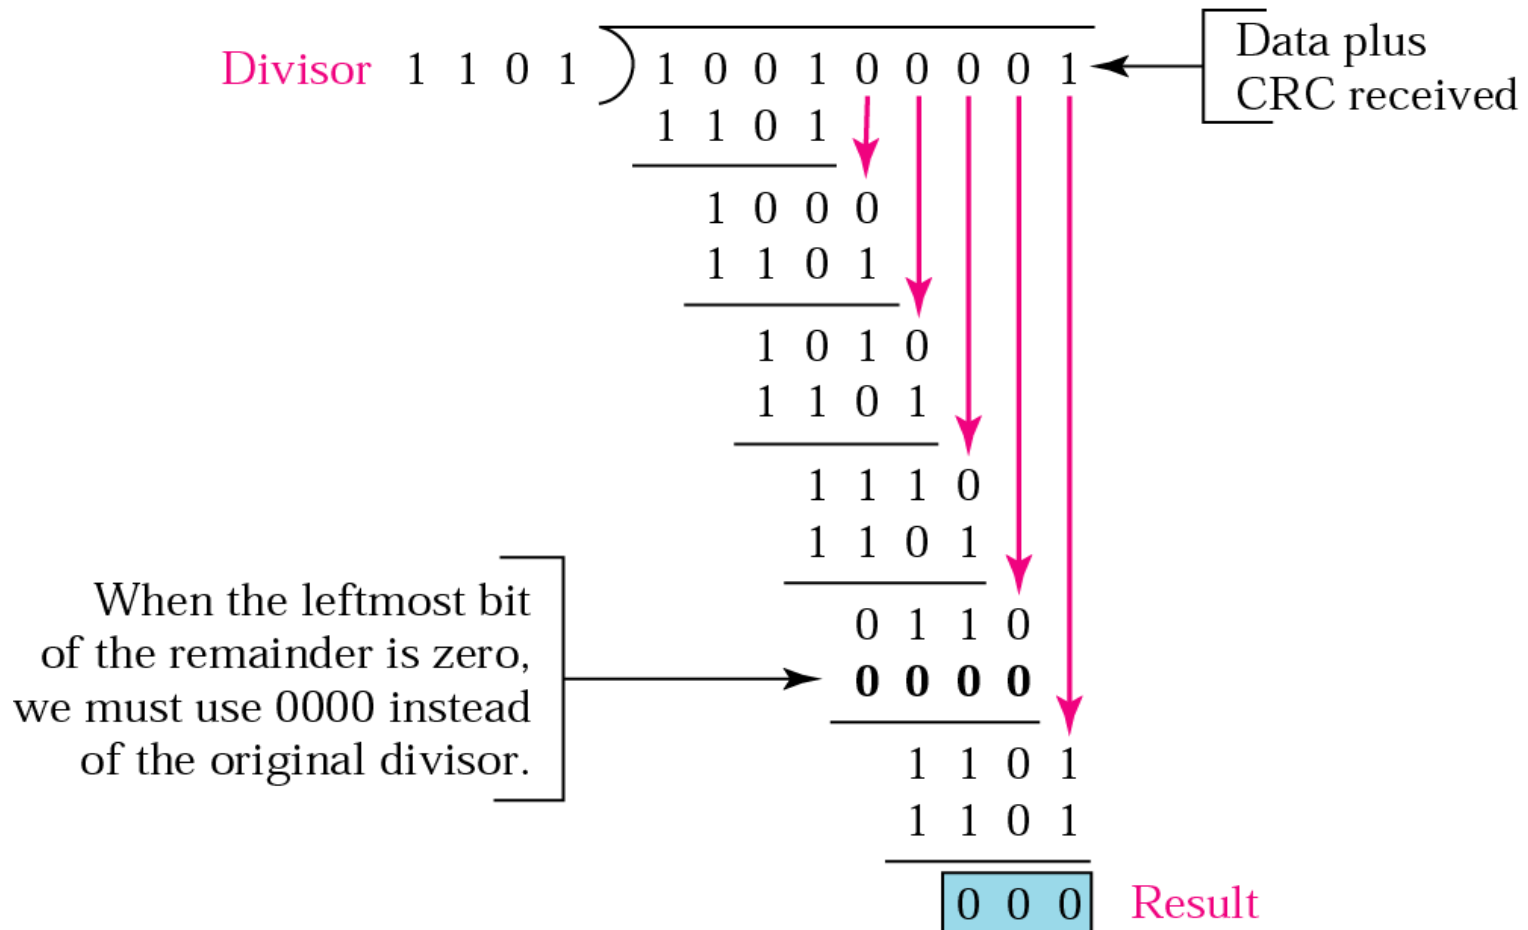 Divisor 1 1 0 1 1 0 0 1 0 0 0 0 1
Data plus
CRC received
1 1 0 1
1 0 0 0
1 1 0 1
1 0 1 0
1 1 0 1
1 1 1 0
1 1 0 1
When the leftmost bit
of the remainder is zero,
we must use 0000 instead
of the original divisor.
0 1 1 0
0 0 0 0
1 1 0 1
1 1 0 1
0 0 0 Result